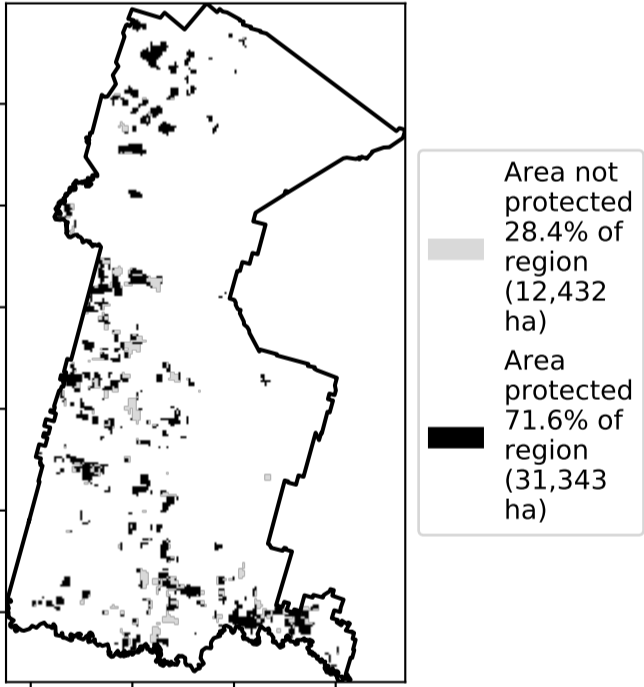 Area not
protected
28.4% of
region
(12,432
ha)
Area
protected
71.6% of
region
(31,343
ha)